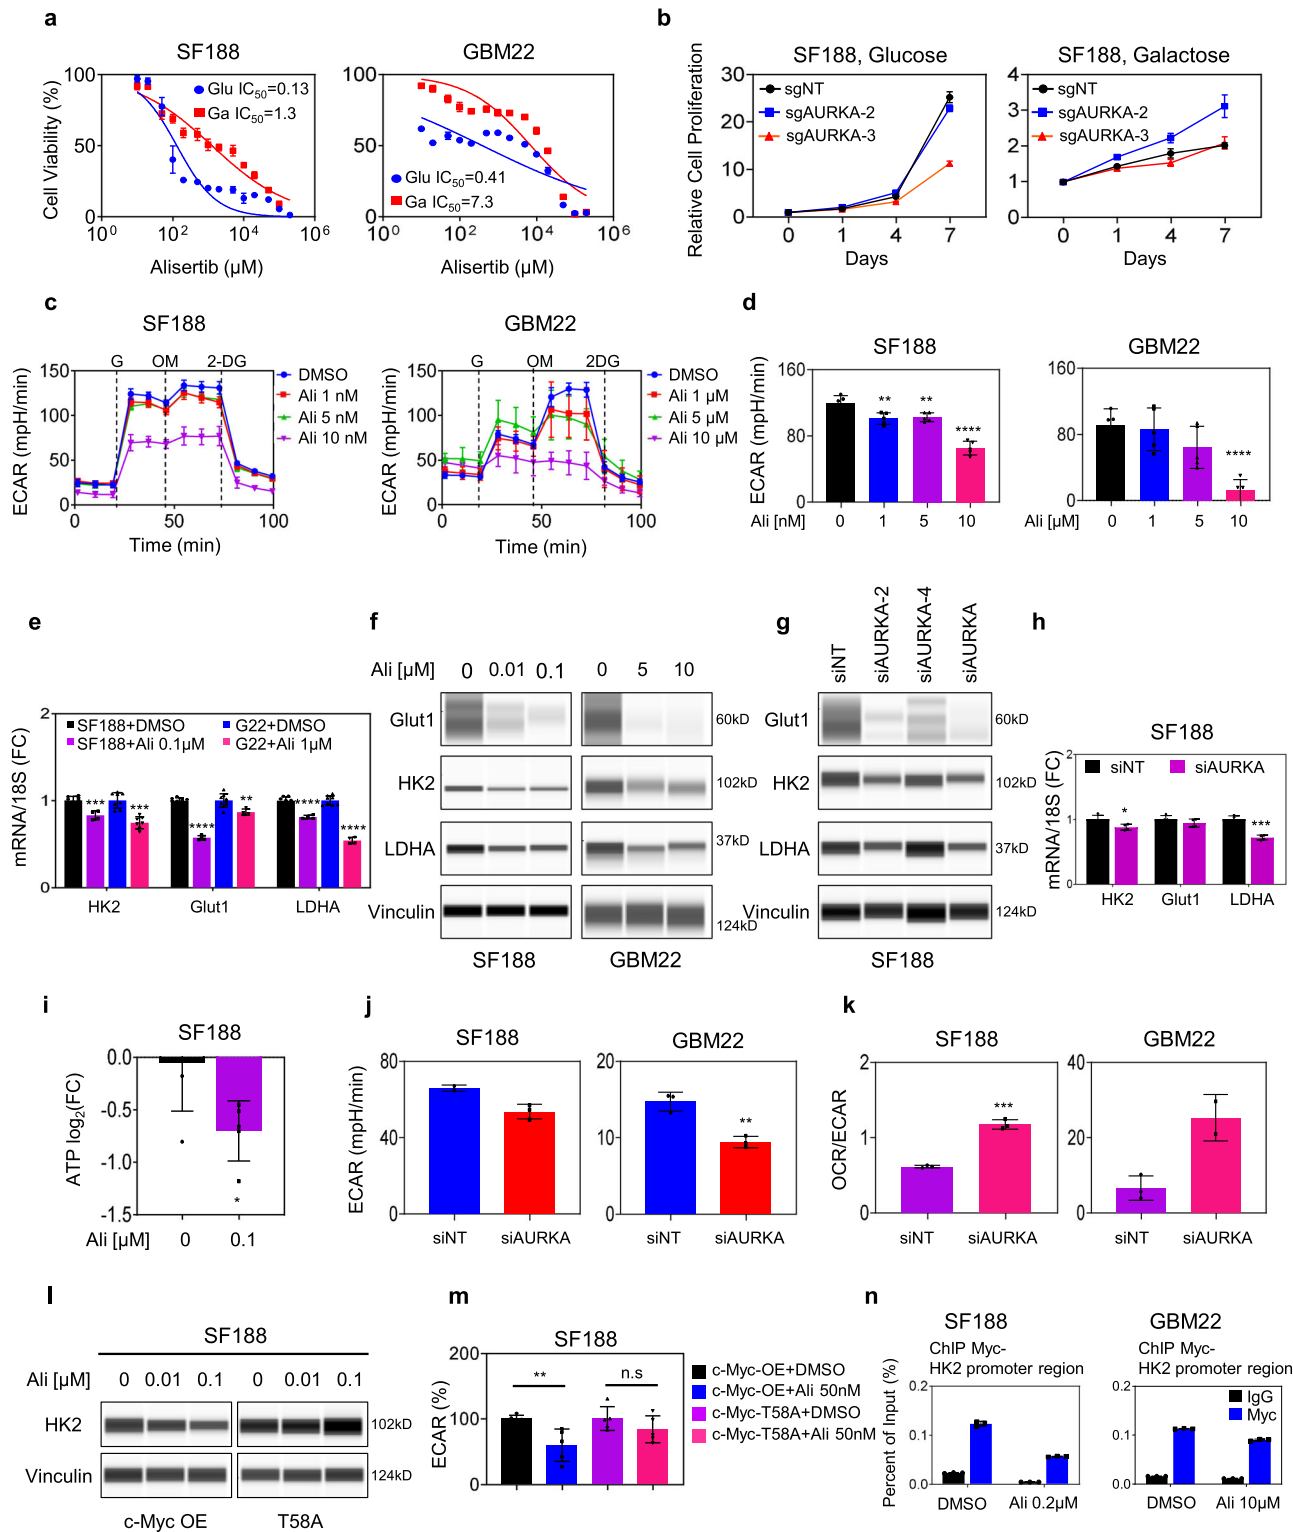 a
SF188
GBM22
Cell Viability (%)
100
50
0
Glu IC50=0.13
Ga IC50=1.3
10^0 10^2 10^4 10^6
Alisertib (µM)
100
50
0
Glu IC50=0.41
Ga IC50=7.3
10^0 10^2 10^4 10^6
Alisertib (µM)
b
SF188, Glucose
SF188, Galactose
Relative Cell Proliferation
30
20
10
0
sgNT
sgAURKA-2
sgAURKA-3
0 1 4 7
Days
4
3
2
1
0
sgNT
sgAURKA-2
sgAURKA-3
0 1 4 7
Days
c
SF188
GBM22
G OM 2-DG
ECAR (mpH/min)
150
100
50
0
DMSO
Ali 1 nM
Ali 5 nM
Ali 10 nM
0 50 100
Time (min)
G OM 2DG
ECAR (mpH/min)
150
100
50
0
DMSO
Ali 1 µM
Ali 5 µM
Ali 10 µM
0 50 100
Time (min)
d
SF188
GBM22
ECAR (mpH/min)
160
80
0
** ** ****
Ali [nM] 0 1 5 10
160
80
0
****
Ali [µM] 0 1 5 10
e
mRNA/18S (FC)
2
1
0
SF188+DMSO G22+DMSO
SF188+Ali 0.1µM G22+Ali 1µM
*** *** **** ** **** ****
HK2 Glut1 LDHA
f
Ali [µM] 0 0.01 0.1 0 5 10
Glut1 60kD
HK2 102kD
LDHA 37kD
Vinculin 124kD
SF188 GBM22
g
siNT siAURKA-2 siAURKA-4 siAURKA
Glut1 60kD
HK2 102kD
LDHA 37kD
Vinculin 124kD
SF188
h
SF188
siNT siAURKA
mRNA/18S (FC)
2
1
0
* ***
HK2 Glut1 LDHA
i
SF188
ATP log2(FC)
0.0
-0.5
-1.0
-1.5
*
Ali [µM] 0 0.1
j
SF188
GBM22
ECAR (mpH/min)
80
40
0
siNT siAURKA
20
10
0
**
siNT siAURKA
k
SF188
GBM22
OCR/ECAR
2
1
0
***
siNT siAURKA
40
20
0
siNT siAURKA
l
SF188
Ali [µM] 0 0.01 0.1 0 0.01 0.1
HK2 102kD
Vinculin 124kD
c-Myc OE T58A
m
SF188
ECAR (%)
200
100
0
** n.s
c-Myc-OE+DMSO
c-Myc-OE+Ali 50nM
c-Myc-T58A+DMSO
c-Myc-T58A+Ali 50nM
n
SF188
GBM22
ChIP Myc-
HK2 promoter region
Percent of Input (%)
0.2
0.1
0.0
DMSO Ali 0.2µM
ChIP Myc-
HK2 promoter region
0.2
0.1
0.0
IgG
Myc
DMSO Ali 10µM